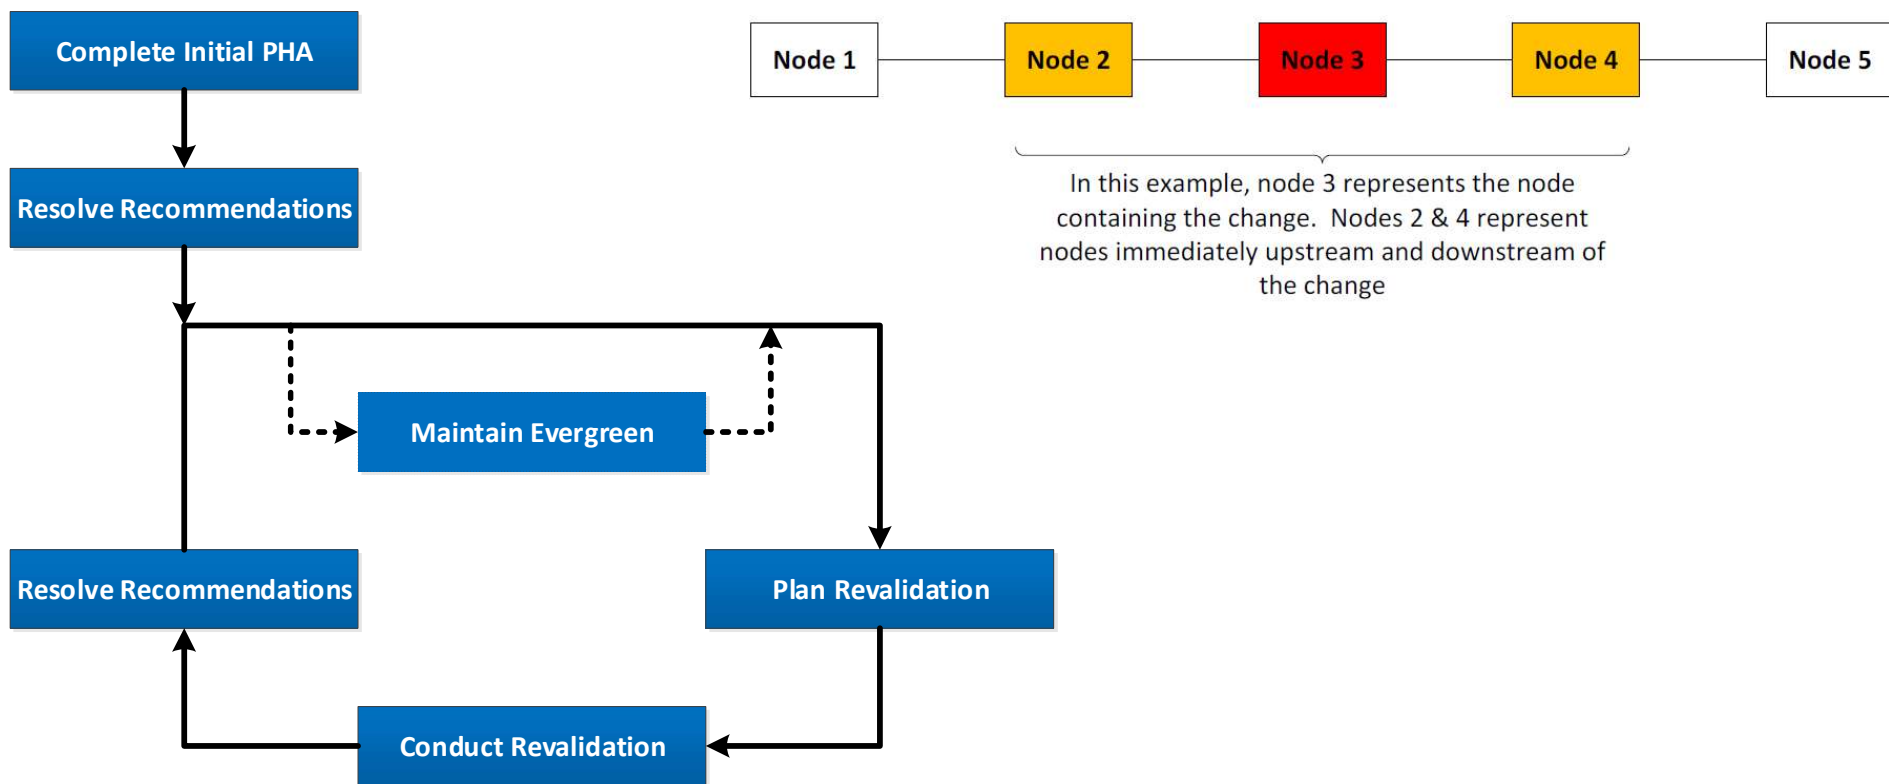 Complete Initial PHA
Resolve Recommendations
Maintain Evergreen
Resolve Recommendations
Plan Revalidation
Conduct Revalidation
Node 1
Node 2
Node 3
Node 4
Node 5
In this example, node 3 represents the node
containing the change.  Nodes 2 & 4 represent
nodes immediately upstream and downstream of
the change